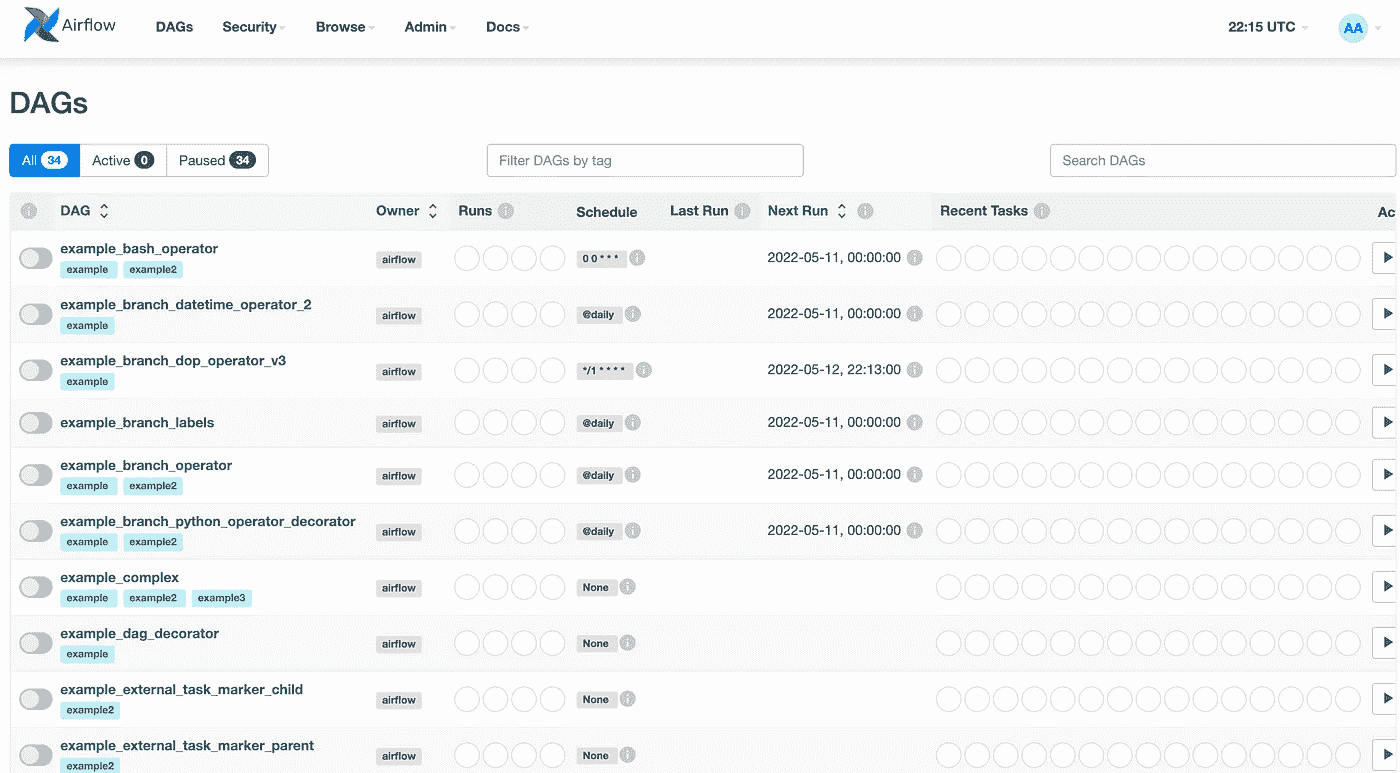 Airflow DAGs Security Browse Admin Docs 22:15 UTC AA
DAGs
All 34 Active 0 Paused 34 Filter DAGs by tag Search DAGs
DAG Owner Runs Schedule Last Run Next Run Recent Tasks Ac
example_bash_operator
example example2 airflow 0 0 * * * 2022-05-11, 00:00:00
example_branch_datetime_operator_2
example airflow @daily 2022-05-11, 00:00:00
example_branch_dop_operator_v3
example airflow */1 * * * * 2022-05-12, 22:13:00
example_branch_labels airflow @daily 2022-05-11, 00:00:00
example_branch_operator
example example2 airflow @daily 2022-05-11, 00:00:00
example_branch_python_operator_decorator
example example2 airflow @daily 2022-05-11, 00:00:00
example_complex
example example2 example3 airflow None
example_dag_decorator
example airflow None
example_external_task_marker_child
example2 airflow None
example_external_task_marker_parent
example2 airflow None